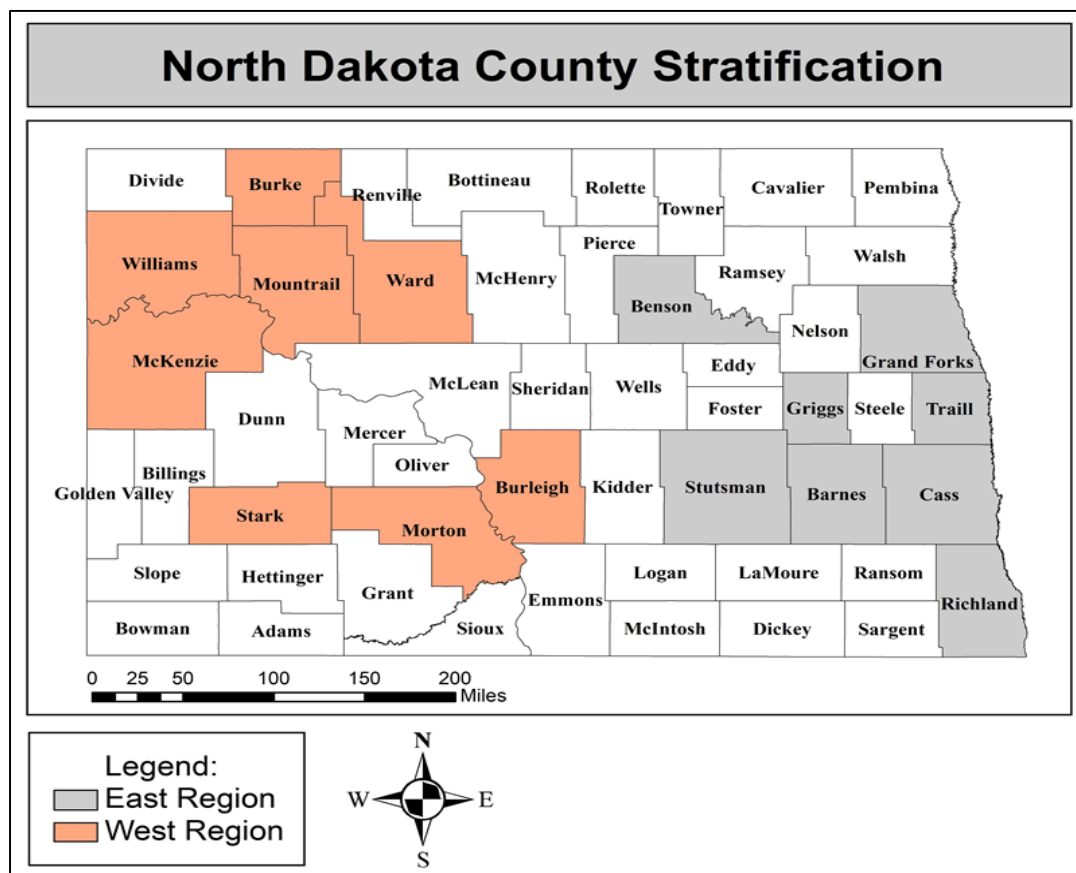 North Dakota County Stratification
Divide
Burke
Renville
Bottineau
Rolette
Towner
Cavalier
Pembina
Williams
Mountrail
Ward
McHenry
Pierce
Ramsey
Walsh
Benson
Nelson
McKenzie
Grand Forks
Dunn
McLean
Sheridan
Wells
Eddy
Foster
Griggs
Steele
Traill
Mercer
Oliver
Golden Valley
Billings
Stark
Morton
Burleigh
Kidder
Stutsman
Barnes
Cass
Slope
Hettinger
Grant
Emmons
Logan
LaMoure
Ransom
Richland
Bowman
Adams
Sioux
McIntosh
Dickey
Sargent
0 25 50 100 150 200
Miles
Legend:
East Region
West Region
N
W E
S